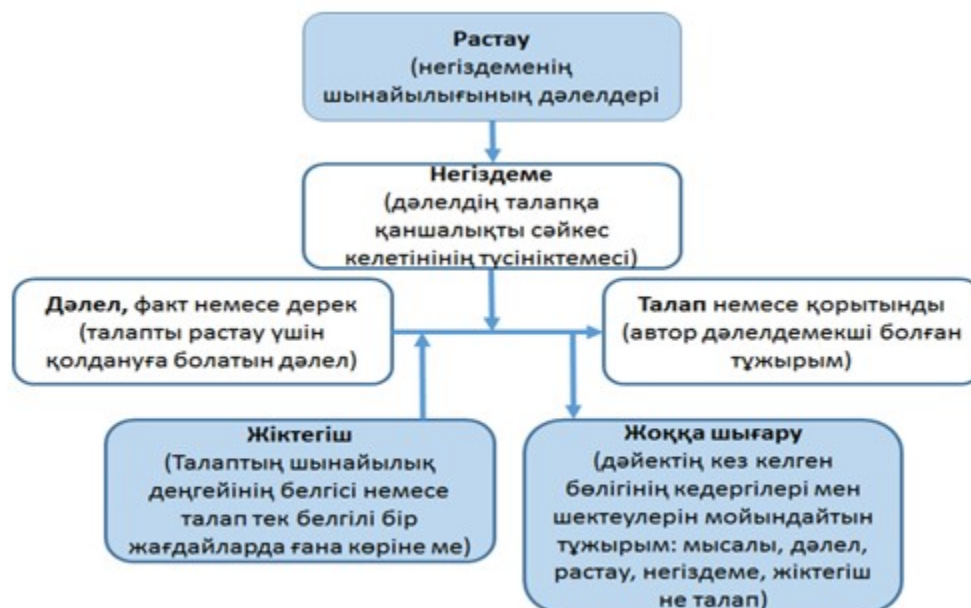 Растау
(негіздеменің
шынайылығының дәлелдері
Негіздеме
(дәлелдің талапқа
қаншалықты сәйкес
келетінінің түсініктемесі)
Дәлел, факт немесе дерек
(талапты растау үшін
қолдануға болатын дәлел)
Талап немесе қорытынды
(автор дәлелдемекші болған
тұжырым)
Жіктегіш
(Талаптың шынайылық
деңгейінің белгісі немесе
талап тек белгілі бір
жағдайларда ғана көріне ме)
Жоққа шығару
(дәйектің кез келген
бөлігінің кедергілері мен
шектеулерін мойындайтын
тұжырым: мысалы, дәлел,
растау, негіздеме, жіктегіш
не талап)